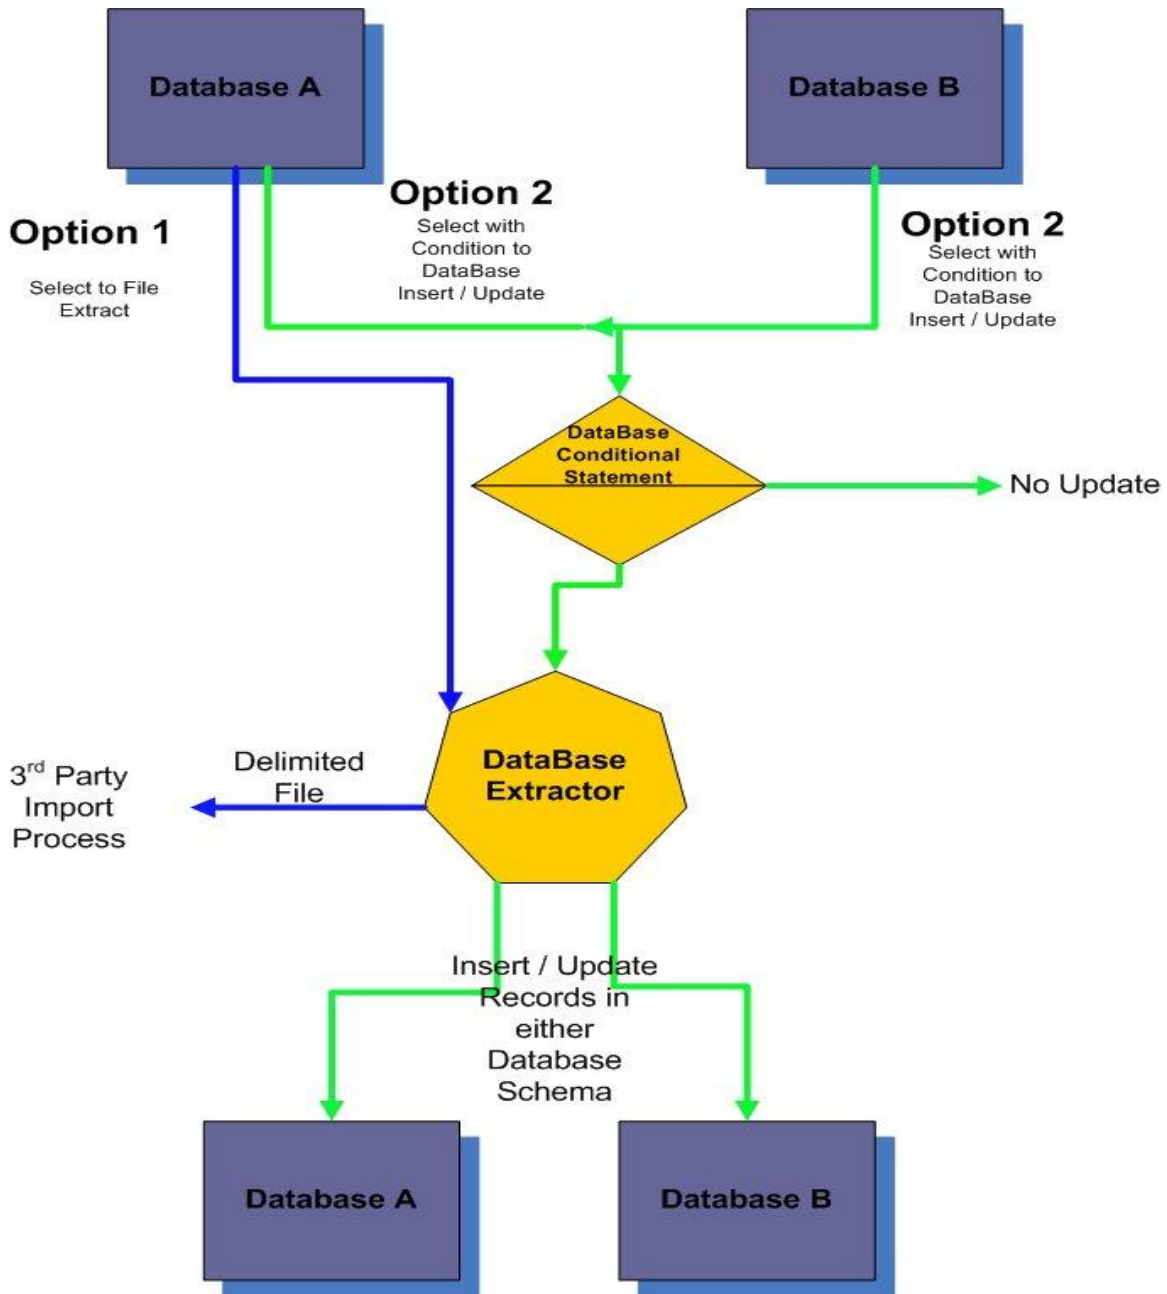 Database A
Database B
Option 1
Select to File
Extract
Option 2
Select with
Condition to
DataBase
Insert / Update
Option 2
Select with
Condition to
DataBase
Insert / Update
DataBase
Conditional
Statement
No Update
DataBase
Extractor
Delimited
File
3rd Party
Import
Process
Insert / Update
Records in
either
Database
Schema
Database A
Database B